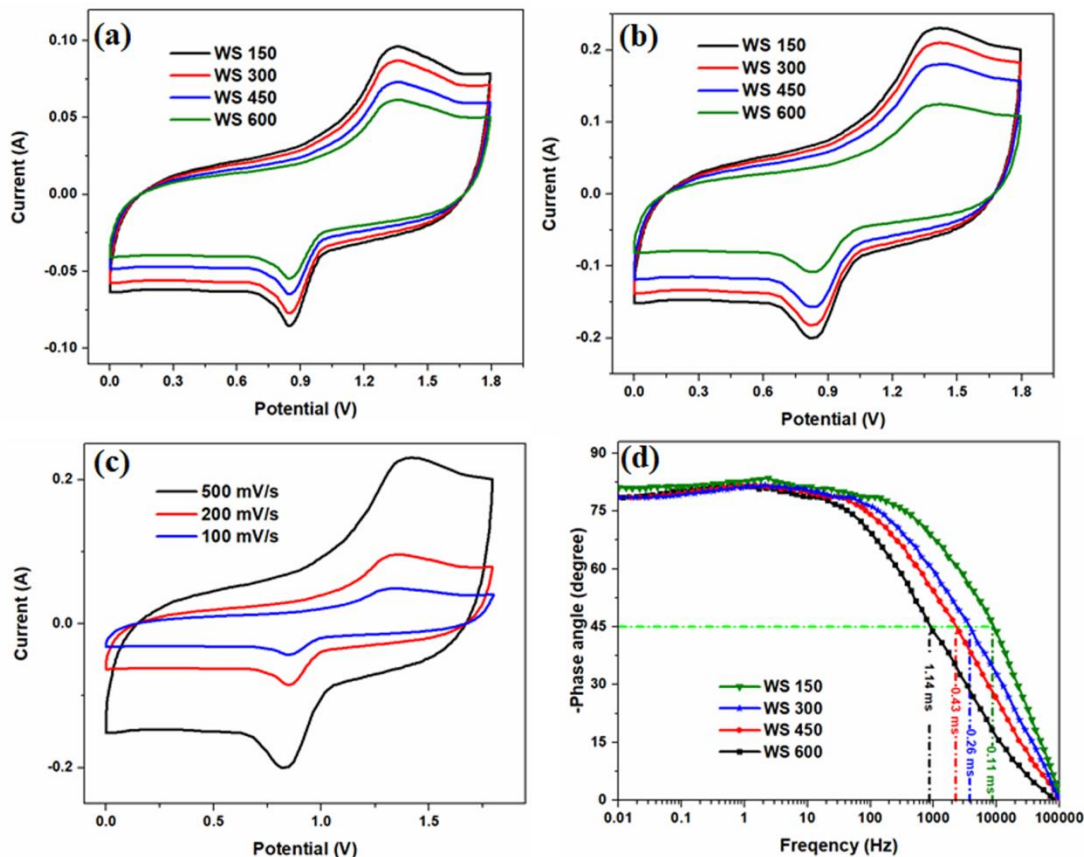 (a)
WS 150
WS 300
WS 450
WS 600
Current (A)
0.10
0.05
0.00
-0.05
-0.10
0.0 0.3 0.6 0.9 1.2 1.5 1.8
Potential (V)
(b)
WS 150
WS 300
WS 450
WS 600
Current (A)
0.2
0.1
0.0
-0.1
-0.2
0.0 0.3 0.6 0.9 1.2 1.5 1.8
Potential (V)
(c)
500 mV/s
200 mV/s
100 mV/s
Current (A)
0.2
0.0
-0.2
0.0 0.5 1.0 1.5
Potential (V)
(d)
-Phase angle (degree)
90
75
60
45
30
15
0
WS 150
WS 300
WS 450
WS 600
1.14 ms
0.43 ms
0.26 ms
0.11 ms
0.01 0.1 1 10 100 1000 10000 100000
Freqency (Hz)